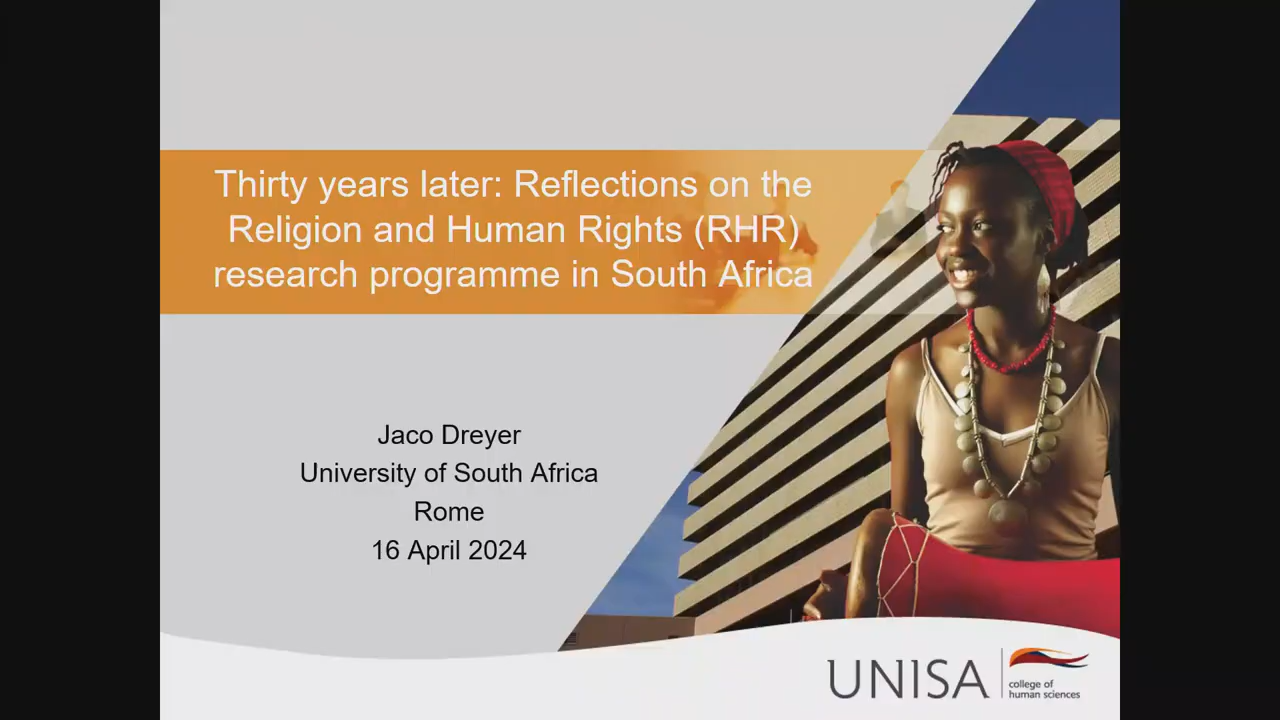 Thirty years later: Reflections on the
Religion and Human Rights (RHR)
research programme in South Africa
Jaco Dreyer
University of South Africa
Rome
16 April 2024
UNISA
college of
human sciences